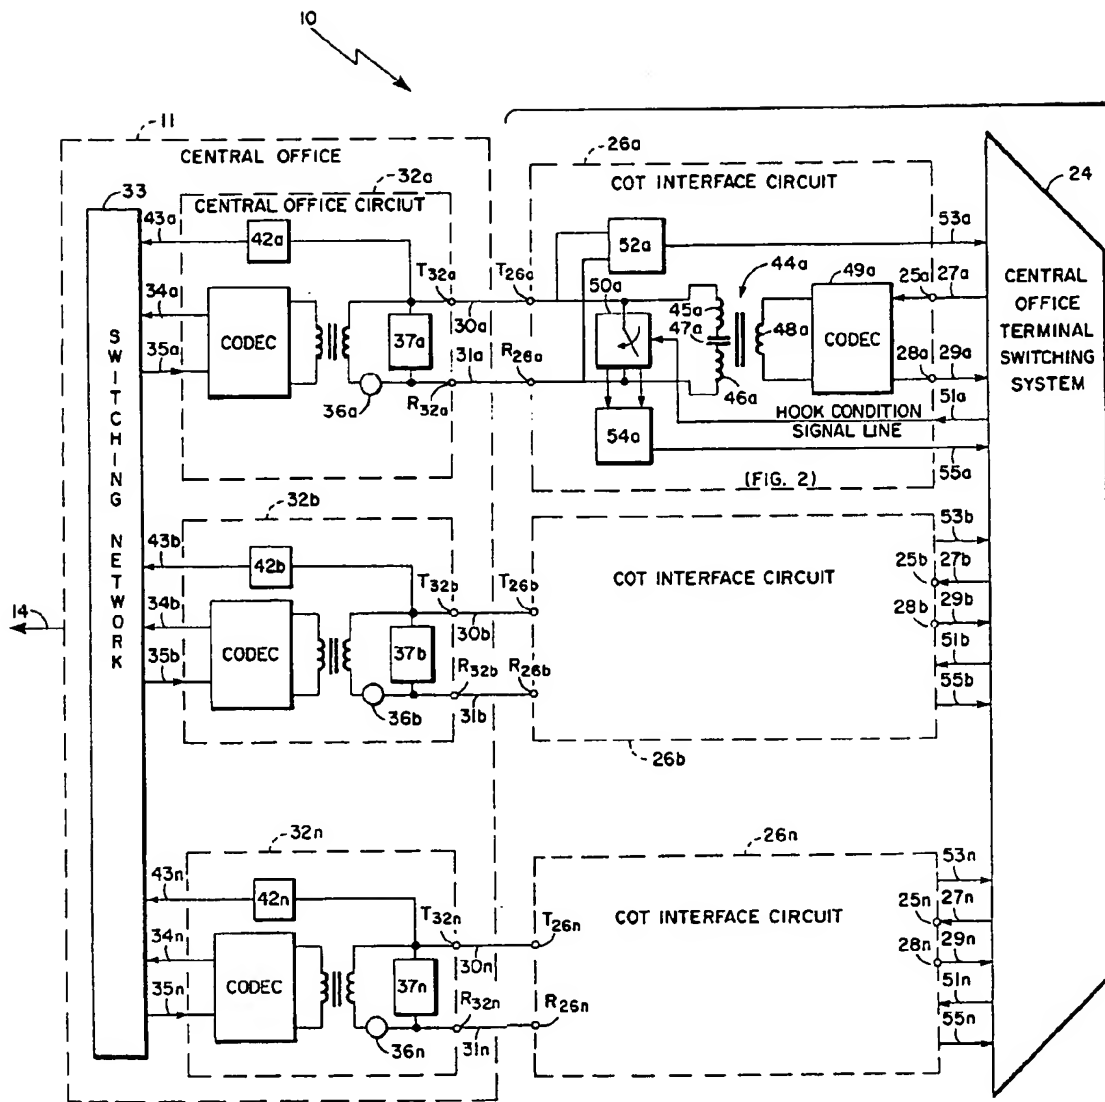 10
11
CENTRAL OFFICE
33
32a
CENTRAL OFFICE CIRCIUT
43a
42a
34a
35a
CODEC
37a
36a
T32a
R32a
30a
31a
T26a
R26a
26a
COT INTERFACE CIRCUIT
52a
50a
44a
45a
47a
46a
48a
49a
CODEC
54a
HOOK CONDITION
SIGNAL LINE
(FIG. 2)
53a
25a
27a
28a
29a
51a
55a
24
CENTRAL
OFFICE
TERMINAL
SWITCHING
SYSTEM
SWITCHING NETWORK
14
32b
43b
42b
34b
35b
CODEC
37b
36b
T32b
R32b
30b
31b
T26b
R26b
COT INTERFACE CIRCUIT
26b
53b
25b
27b
28b
29b
51b
55b
32n
43n
42n
34n
35n
CODEC
37n
36n
T32n
R32n
30n
31n
T26n
R26n
26n
COT INTERFACE CIRCUIT
53n
25n
27n
28n
29n
51n
55n